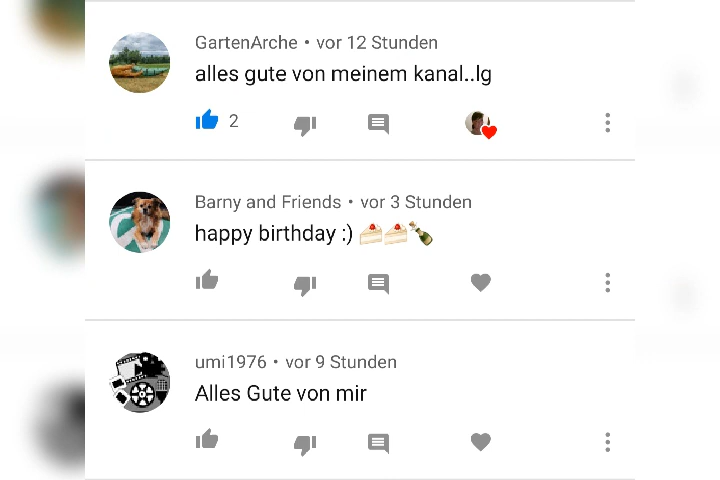 GartenArche • vor 12 Stunden
alles gute von meinem kanal..lg
2
Barny and Friends • vor 3 Stunden
happy birthday :) 🍰🍰🍾
umi1976 • vor 9 Stunden
Alles Gute von mir